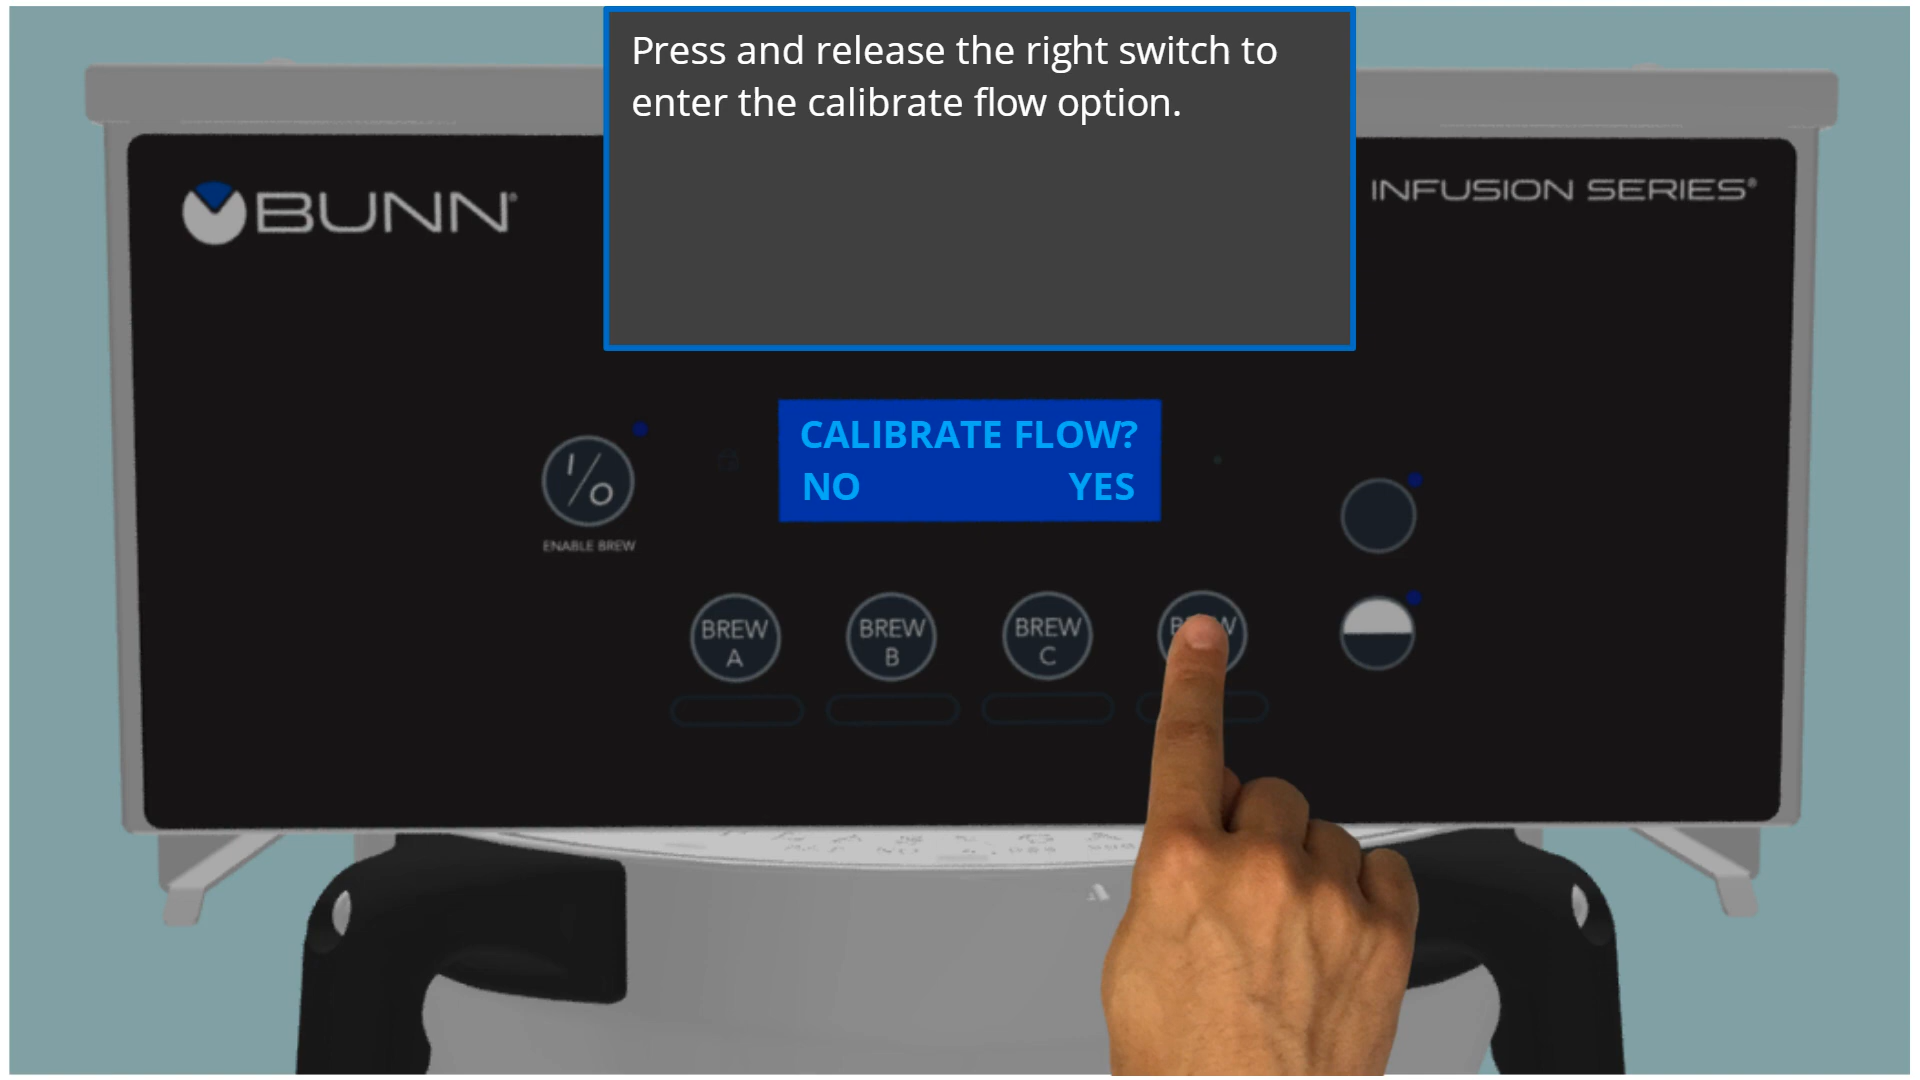 Press and release the right switch to
enter the calibrate flow option.
BUNN®
INFUSION SERIES®
CALIBRATE FLOW?
NO YES
I/O
ENABLE BREW
BREW A
BREW B
BREW C